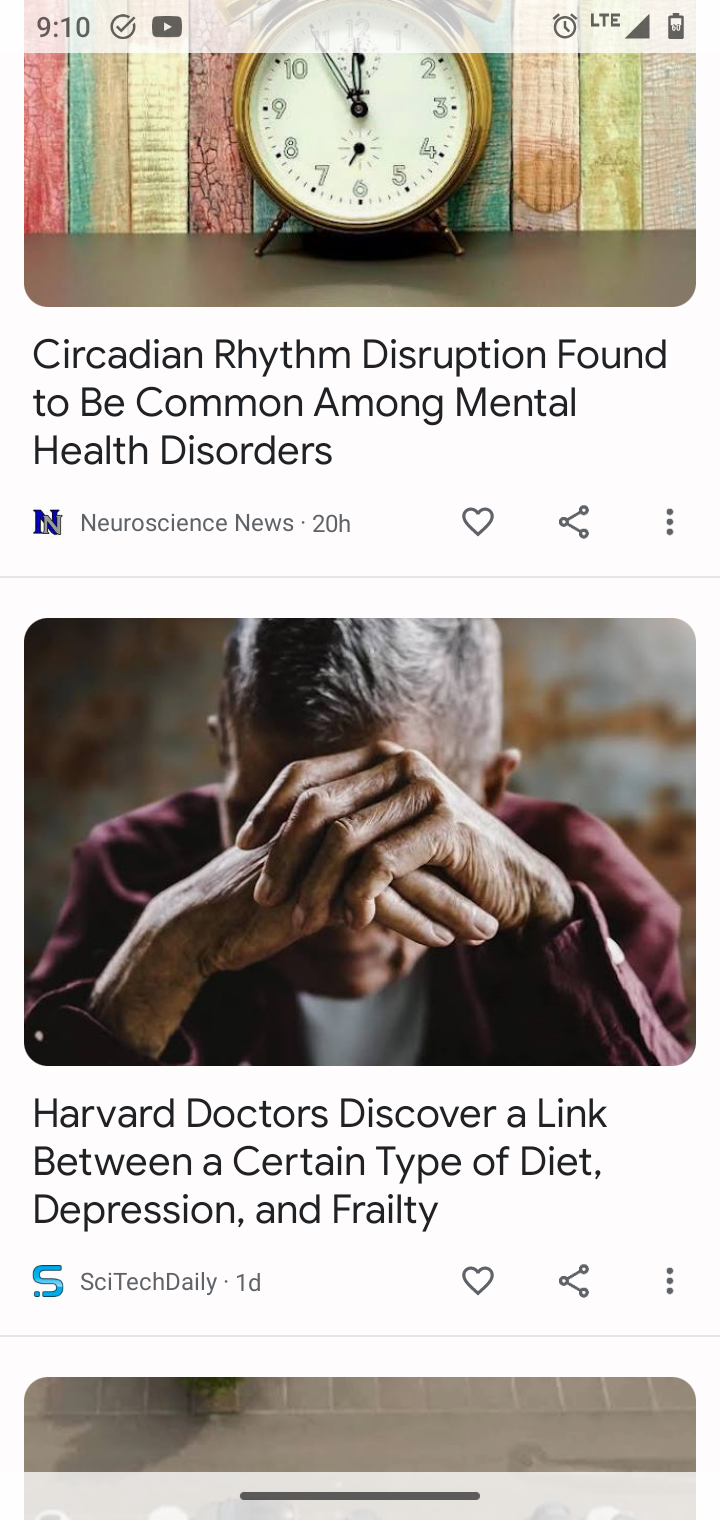 9:10
LTE
60
11 12 1
10 2
9 3
8 4
7 5
6
Circadian Rhythm Disruption Found
to Be Common Among Mental
Health Disorders
N Neuroscience News · 20h
Harvard Doctors Discover a Link
Between a Certain Type of Diet,
Depression, and Frailty
S SciTechDaily · 1d